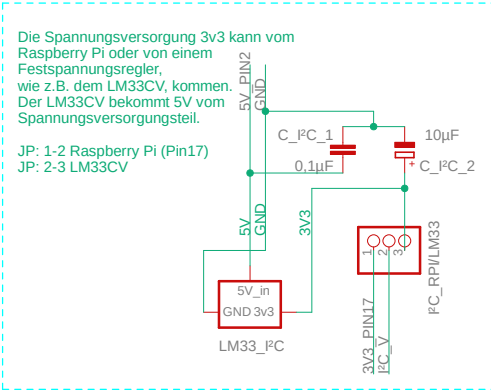 Die Spannungsversorgung 3v3 kann vom
Raspberry Pi oder von einem
Festspannungsregler,
wie z.B. dem LM33CV, kommen.
Der LM33CV bekommt 5V vom
Spannungsversorgungsteil.
JP: 1-2 Raspberry Pi (Pin17)
JP: 2-3 LM33CV
5V_PIN2
GND
C_I²C_1
0,1µF
10µF
+
C_I²C_2
5V
GND
3V3
1
2
3
I²C_RPI/LM33
5V_in
GND 3v3
LM33_I²C
3V3_PIN17
I²C_V